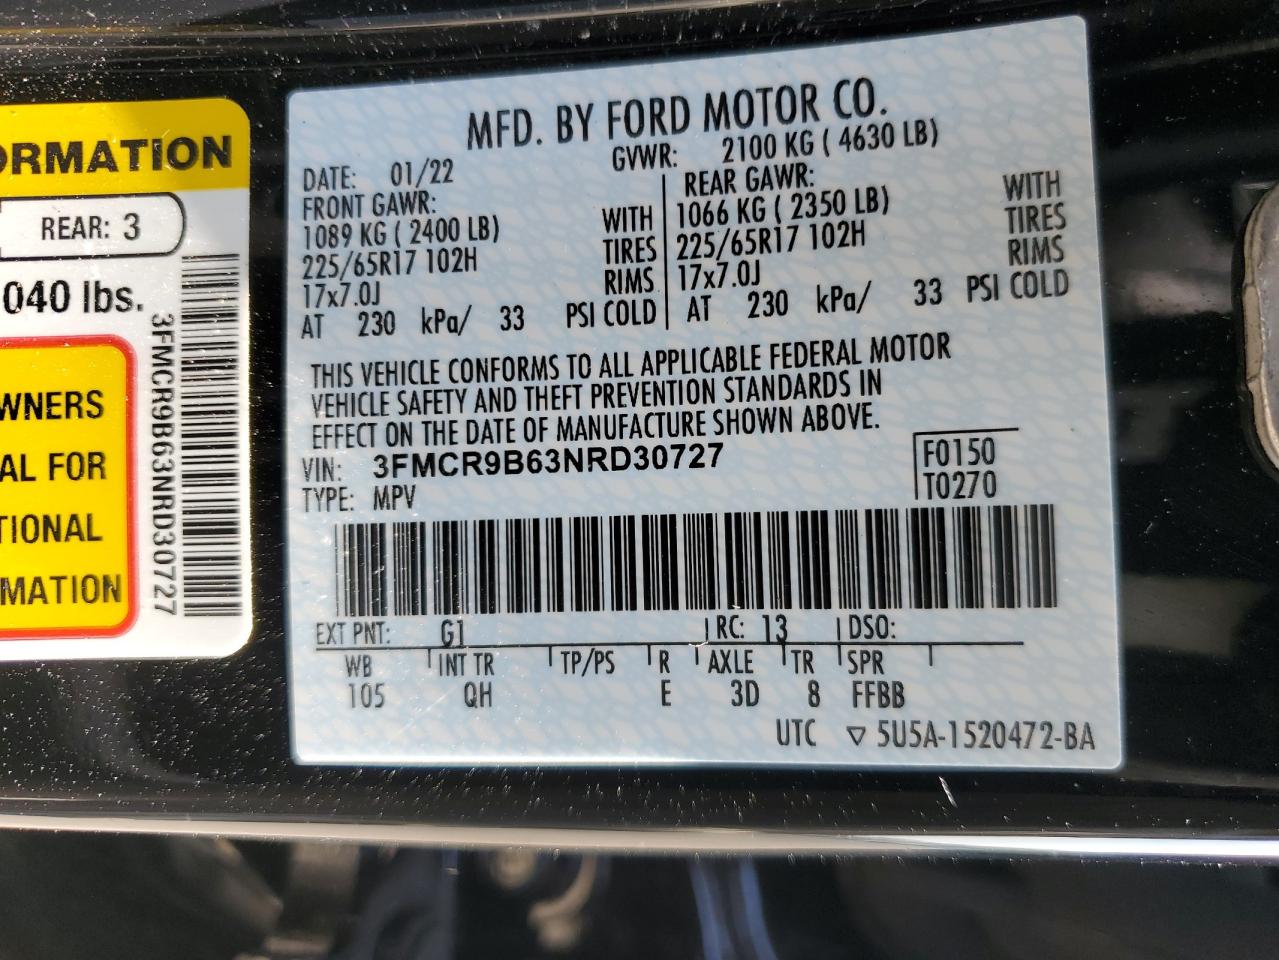 ORMATION
REAR: 3
040 lbs.
WNERS
AL FOR
TIONAL
MATION
3FMCR9B63NRD30727
MFD. BY FORD MOTOR CO.
DATE: 01/22 GVWR: 2100 KG ( 4630 LB)
FRONT GAWR: REAR GAWR:
1089 KG ( 2400 LB) WITH 1066 KG ( 2350 LB) WITH
225/65R17 102H TIRES 225/65R17 102H TIRES
17x7.0J RIMS 17x7.0J RIMS
AT 230 kPa/ 33 PSI COLD AT 230 kPa/ 33 PSI COLD
THIS VEHICLE CONFORMS TO ALL APPLICABLE FEDERAL MOTOR
VEHICLE SAFETY AND THEFT PREVENTION STANDARDS IN
EFFECT ON THE DATE OF MANUFACTURE SHOWN ABOVE.
VIN: 3FMCR9B63NRD30727 F0150
TYPE: MPV T0270
EXT PNT: G1 RC: 13 DSO:
WB INT TR TP/PS R AXLE TR SPR
105 QH E 3D 8 FFBB
UTC ▽ 5U5A-1520472-BA